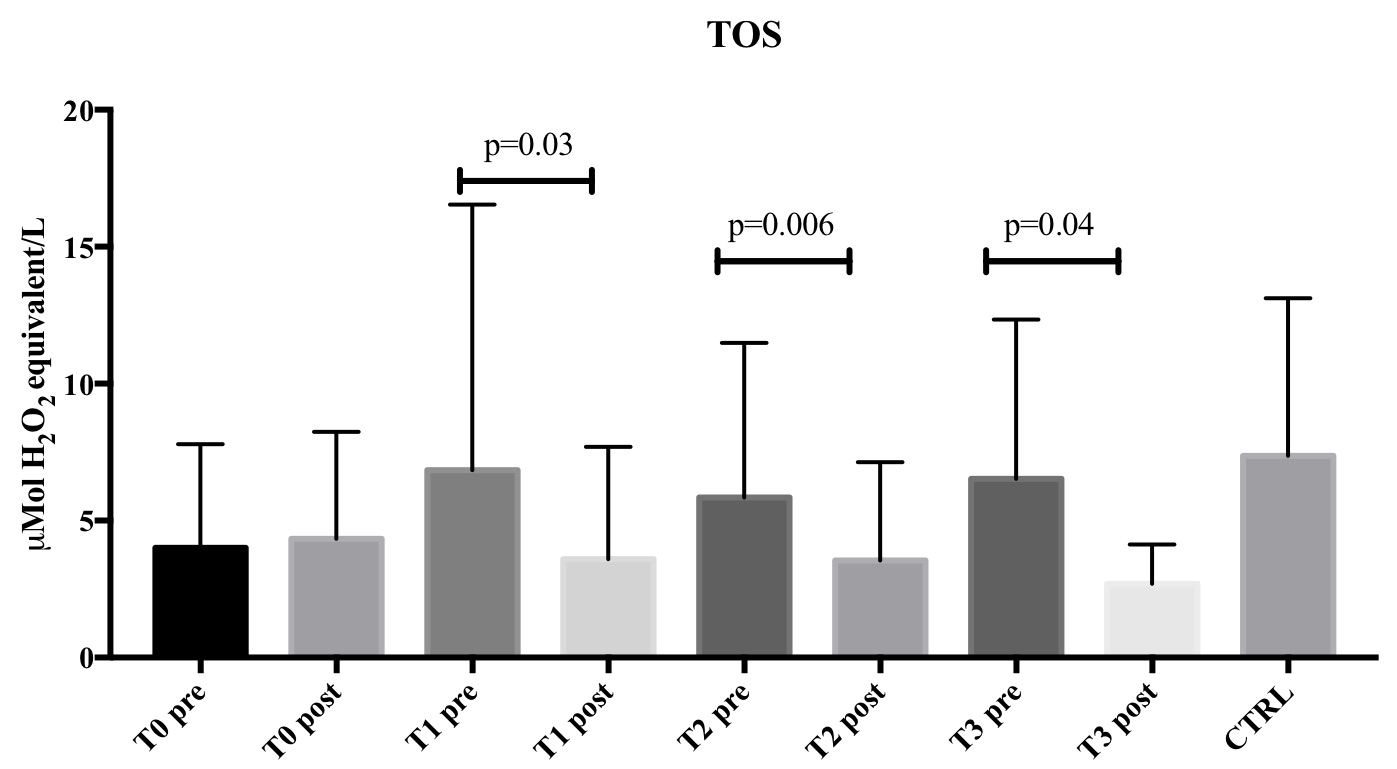 TOS
μMol H₂O₂ equivalent/L
20
15
10
5
0
p=0.03
p=0.006
p=0.04
T0 pre
T0 post
T1 pre
T1 post
T2 pre
T2 post
T3 pre
T3 post
CTRL